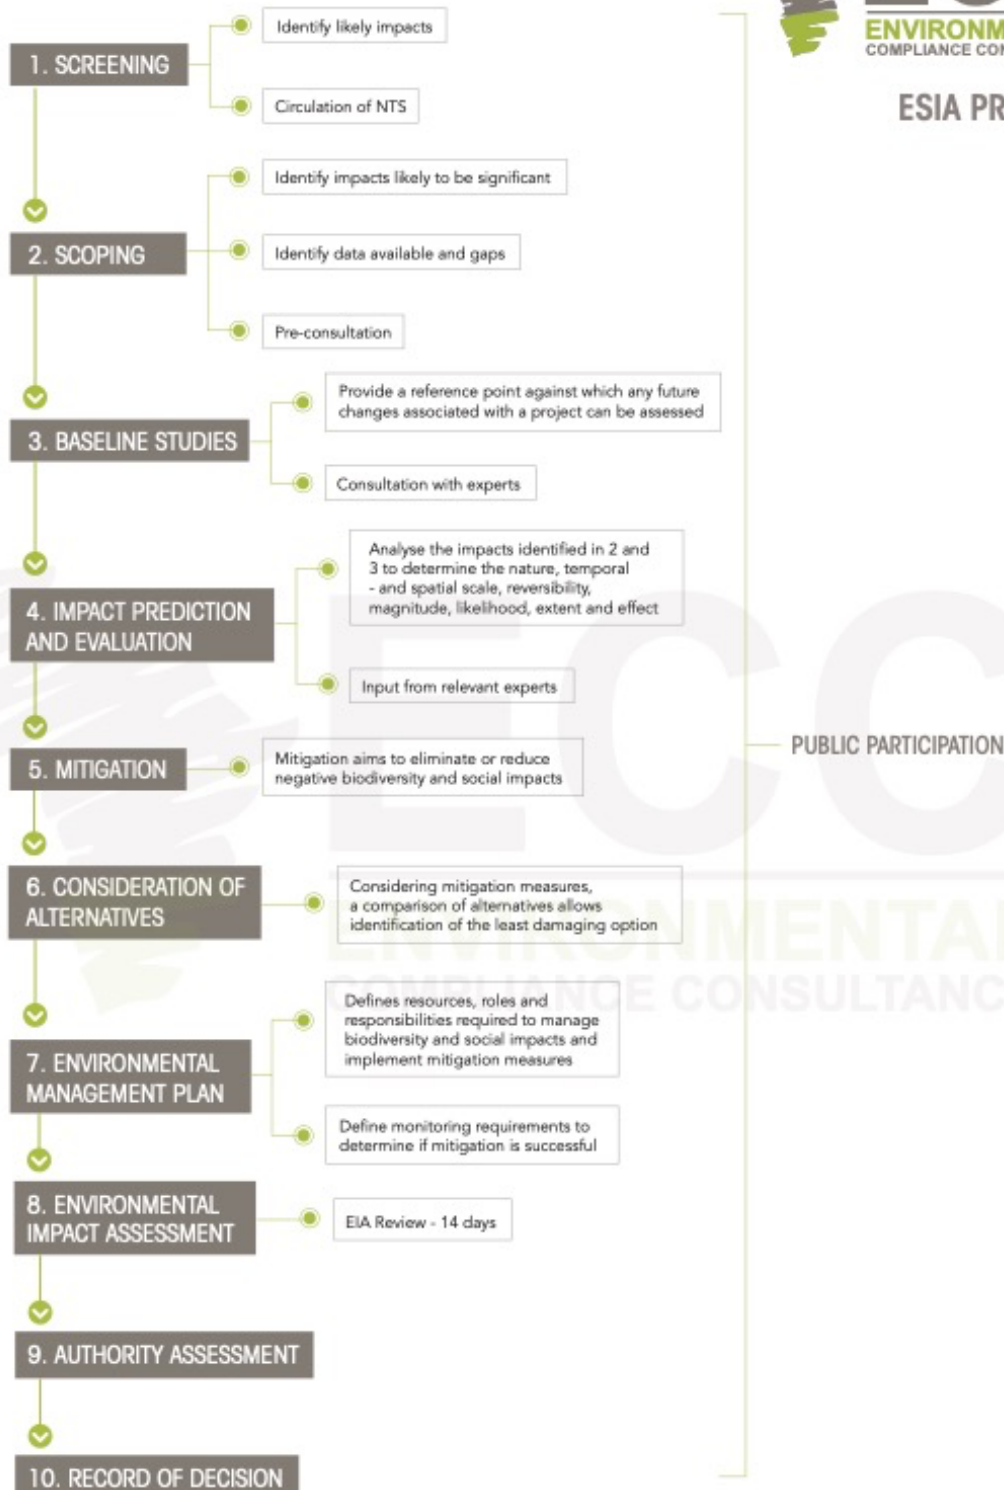 ENVIRONM
COMPLIANCE CON
ESIA PR
1. SCREENING
Identify likely impacts
Circulation of NTS
2. SCOPING
Identify impacts likely to be significant
Identify data available and gaps
Pre-consultation
3. BASELINE STUDIES
Provide a reference point against which any future
changes associated with a project can be assessed
Consultation with experts
4. IMPACT PREDICTION
AND EVALUATION
Analyse the impacts identified in 2 and
3 to determine the nature, temporal
- and spatial scale, reversibility,
magnitude, likelihood, extent and effect
Input from relevant experts
5. MITIGATION
Mitigation aims to eliminate or reduce
negative biodiversity and social impacts
PUBLIC PARTICIPATION
6. CONSIDERATION OF
ALTERNATIVES
Considering mitigation measures,
a comparison of alternatives allows
identification of the least damaging option
7. ENVIRONMENTAL
MANAGEMENT PLAN
Defines resources, roles and
responsibilities required to manage
biodiversity and social impacts and
implement mitigation measures
Define monitoring requirements to
determine if mitigation is successful
8. ENVIRONMENTAL
IMPACT ASSESSMENT
EIA Review - 14 days
9. AUTHORITY ASSESSMENT
10. RECORD OF DECISION
ECC
ENVIRONMENTA
COMPLIANCE CONSULTANC